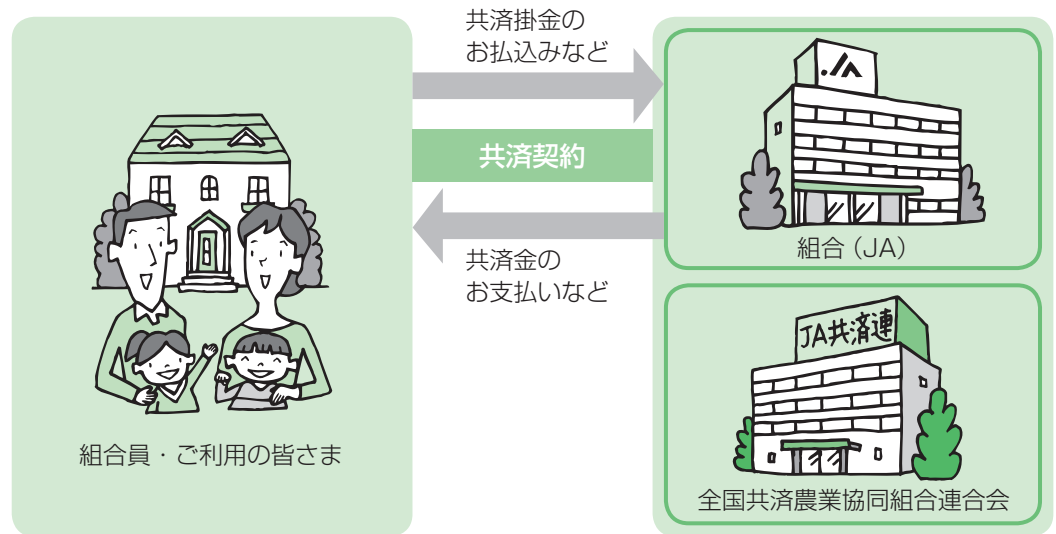 共済掛金の
お払込みなど
共済契約
共済金の
お支払いなど
組合員・ご利用の皆さま
JA
組合（JA）
JA共済連
全国共済農業協同組合連合会